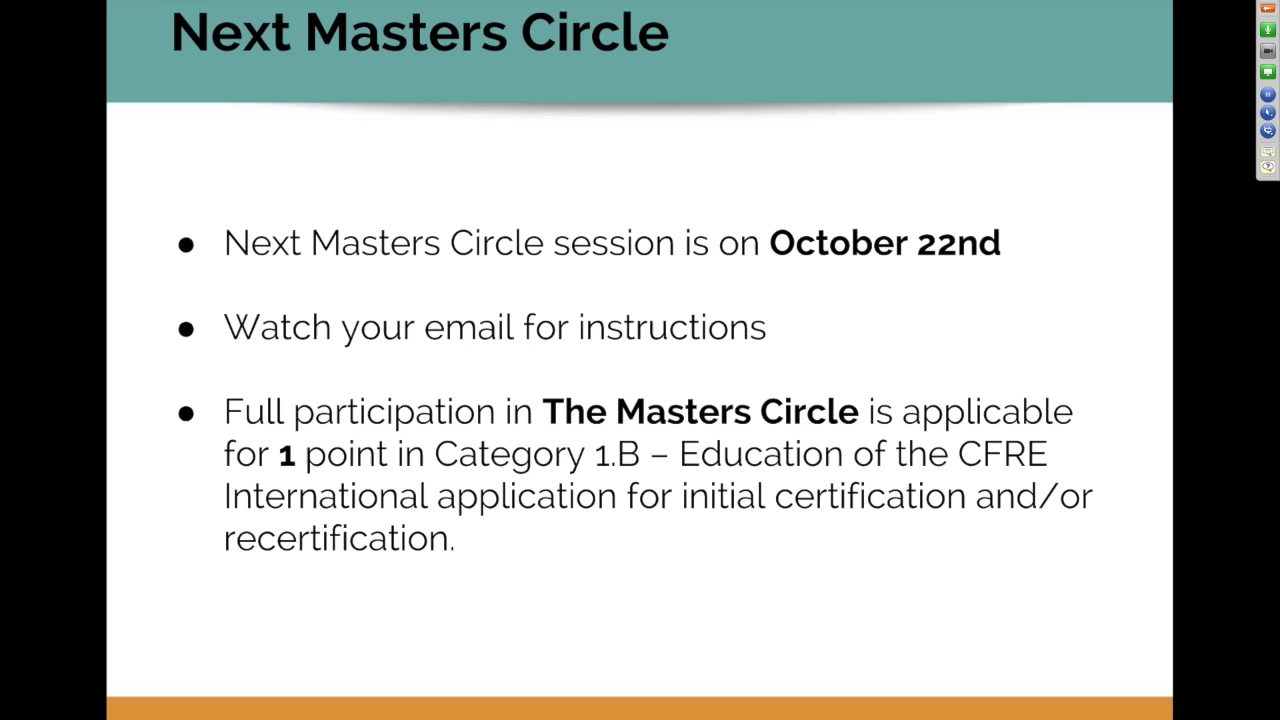 Next Masters Circle
● Next Masters Circle session is on October 22nd
● Watch your email for instructions
● Full participation in The Masters Circle is applicable
for 1 point in Category 1.B – Education of the CFRE
International application for initial certification and/or
recertification.